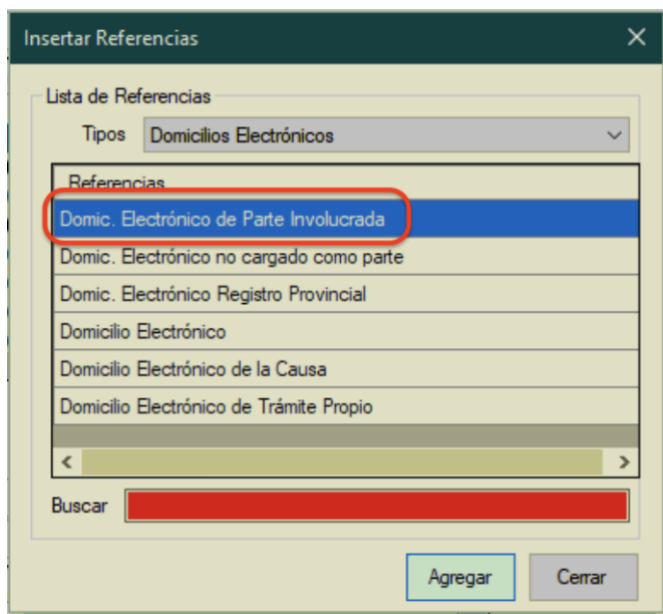 Insertar Referencias
Lista de Referencias
Tipos Domicilios Electrónicos
Referencias
Domic. Electrónico de Parte Involucrada
Domic. Electrónico no cargado como parte
Domic. Electrónico Registro Provincial
Domicilio Electrónico
Domicilio Electrónico de la Causa
Domicilio Electrónico de Trámite Propio
Buscar
Agregar Cerrar